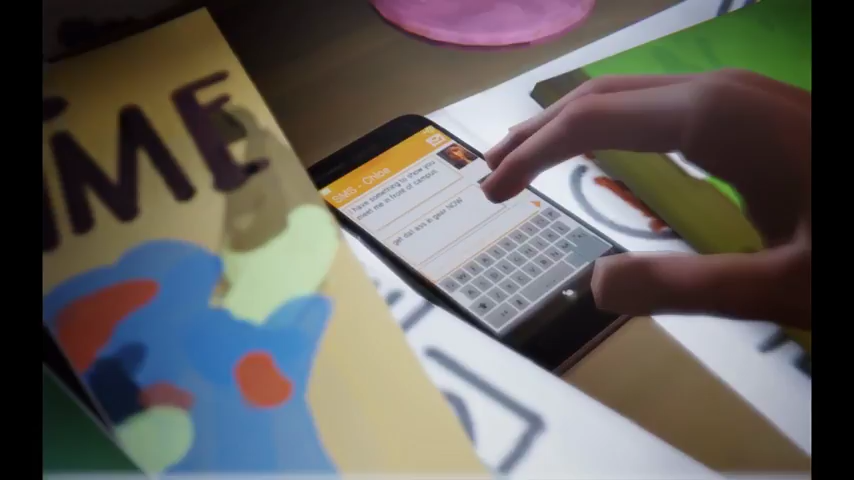 TIME
SMS - Chloe
I have something to show you
meet me in front of campus
get dat ass in gear NOW